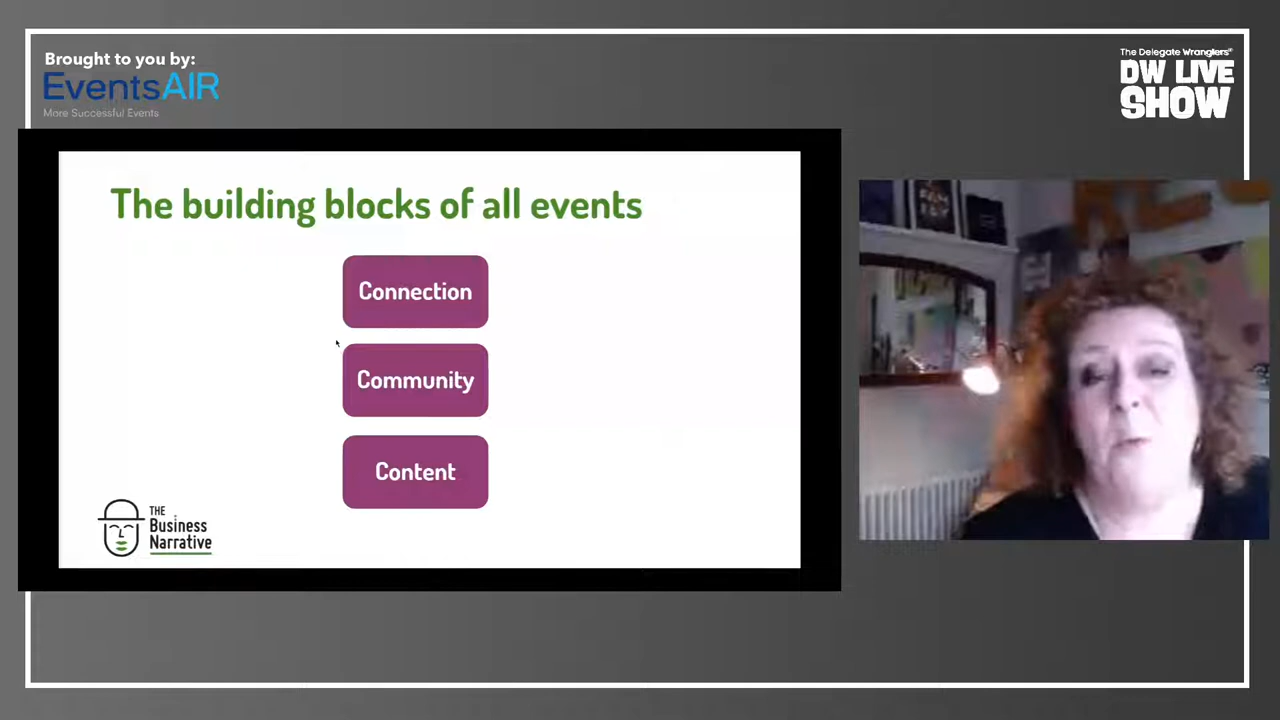 Brought to you by:
EventsAIR
More Successful Events
The Delegate Wranglers®
DW LIVE
SHOW
The building blocks of all events
Connection
Community
Content
THE
Business
Narrative